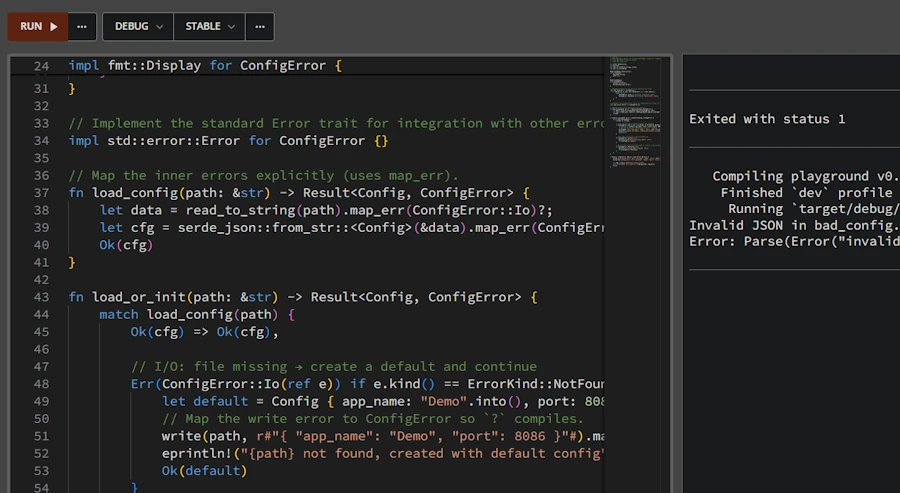 RUN ▶ ... DEBUG STABLE ...
24 impl fmt::Display for ConfigError {
31 }
32
33 // Implement the standard Error trait for integration with other erro
34 impl std::error::Error for ConfigError {}
35
36 // Map the inner errors explicitly (uses map_err).
37 fn load_config(path: &str) -> Result<Config, ConfigError> {
38 let data = read_to_string(path).map_err(ConfigError::Io)?;
39 let cfg = serde_json::from_str::<Config>(&data).map_err(ConfigErr
40 Ok(cfg)
41 }
42
43 fn load_or_init(path: &str) -> Result<Config, ConfigError> {
44 match load_config(path) {
45 Ok(cfg) => Ok(cfg),
46
47 // I/O: file missing → create a default and continue
48 Err(ConfigError::Io(ref e)) if e.kind() == ErrorKind::NotFoun
49 let default = Config { app_name: "Demo".into(), port: 808
50 // Map the write error to ConfigError so `?` compiles.
51 write(path, r#"{ "app_name": "Demo", "port": 8086 }"#).ma
52 eprintln!("{path} not found, created with default config"
53 Ok(default)
54 }
Exited with status 1
Compiling playground v0.
Finished `dev` profile
Running `target/debug/
Invalid JSON in bad_config.
Error: Parse(Error("invalid